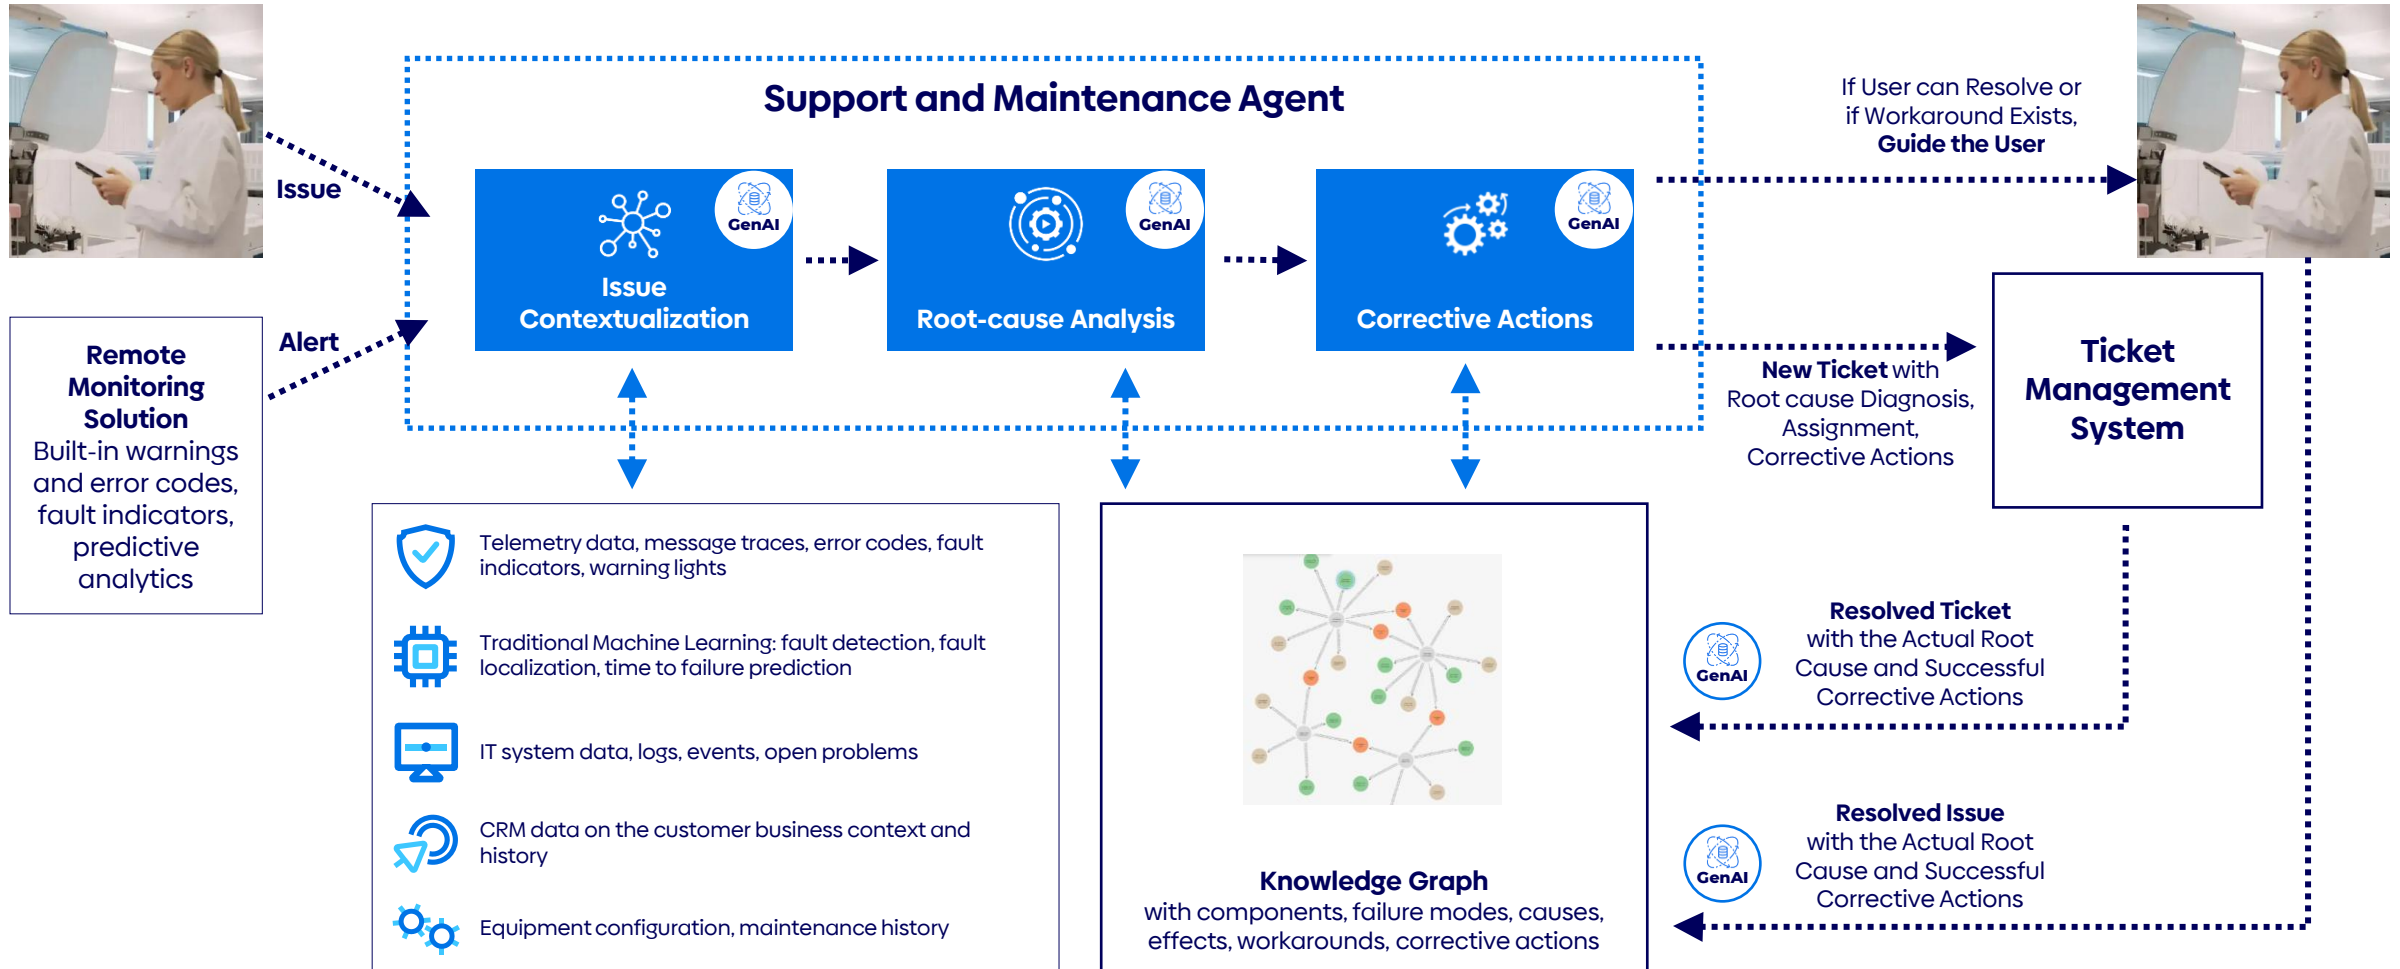 Support and Maintenance Agent
If User can Resolve or
if Workaround Exists,
Guide the User
Issue
Alert
GenAI
Issue
Contextualization
GenAI
Root-cause Analysis
GenAI
Corrective Actions
Remote
Monitoring
Solution
Built-in warnings
and error codes,
fault indicators,
predictive
analytics
New Ticket with
Root cause Diagnosis,
Assignment,
Corrective Actions
Ticket
Management
System
Telemetry data, message traces, error codes, fault
indicators, warning lights
Traditional Machine Learning: fault detection, fault
localization, time to failure prediction
IT system data, logs, events, open problems
CRM data on the customer business context and
history
Equipment configuration, maintenance history
Knowledge Graph
with components, failure modes, causes,
effects, workarounds, corrective actions
GenAI
Resolved Ticket
with the Actual Root
Cause and Successful
Corrective Actions
GenAI
Resolved Issue
with the Actual Root
Cause and Successful
Corrective Actions